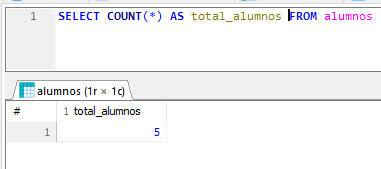 1 SELECT COUNT(*) AS total_alumnos FROM alumnos
alumnos (1r × 1c)
# 1 total_alumnos
1 5